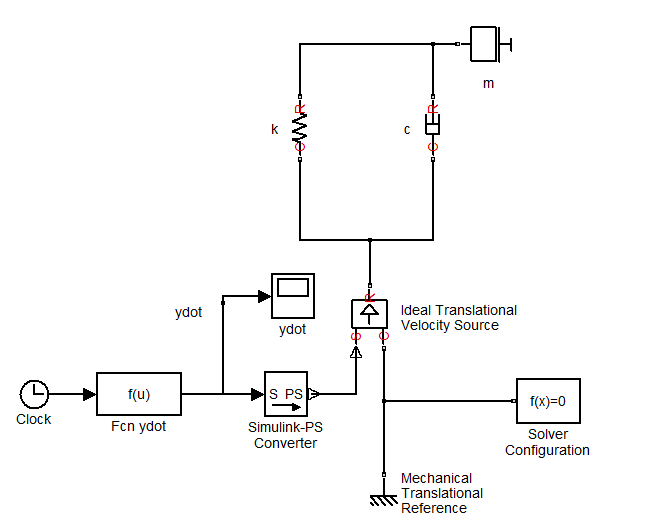 m
k
R
c
R
C
C
ydot
ydot
R
Ideal Translational
Velocity Source
S
C
Clock
f(u)
Fcn ydot
S PS
Simulink-PS
Converter
f(x)=0
Solver
Configuration
Mechanical
Translational
Reference